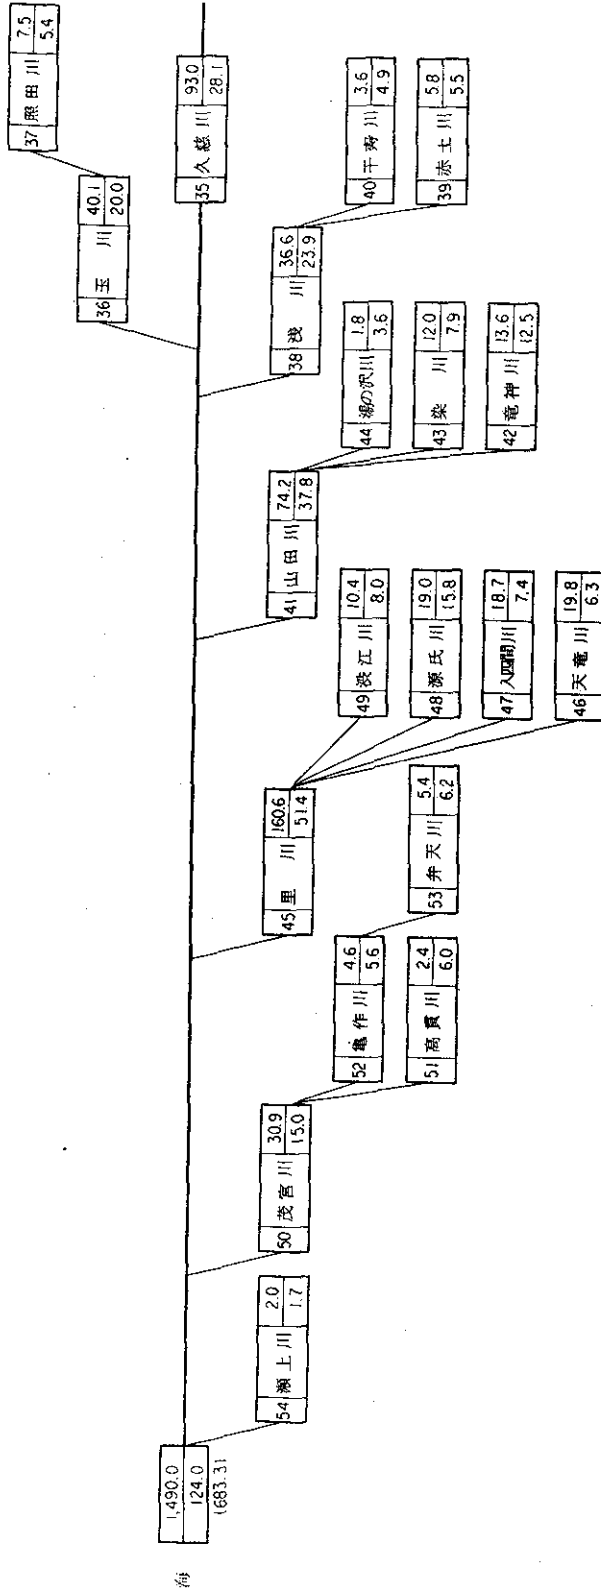 海
1,490.0
124.0
(683.3)
54 瀬上川 2.0 1.7
50 茂宮川 30.9 15.0
52 亀作川 4.6 5.6
51 高貫川 2.4 6.0
53 弁天川 5.4 6.2
45 里川 160.6 51.4
49 渋江川 10.4 8.0
48 源氏川 19.0 15.8
47 入四間川 18.7 7.4
46 天竜川 19.8 6.3
41 山田川 74.2 37.8
44 湯の沢川 1.8 3.6
43 染川 12.0 7.9
42 竜神川 13.6 12.5
38 浅川 36.6 23.9
40 千寿川 3.6 4.9
39 赤土川 5.8 5.5
36 玉川 40.1 20.0
37 照田川 7.5 5.4
35 久慈川 93.0 28.1